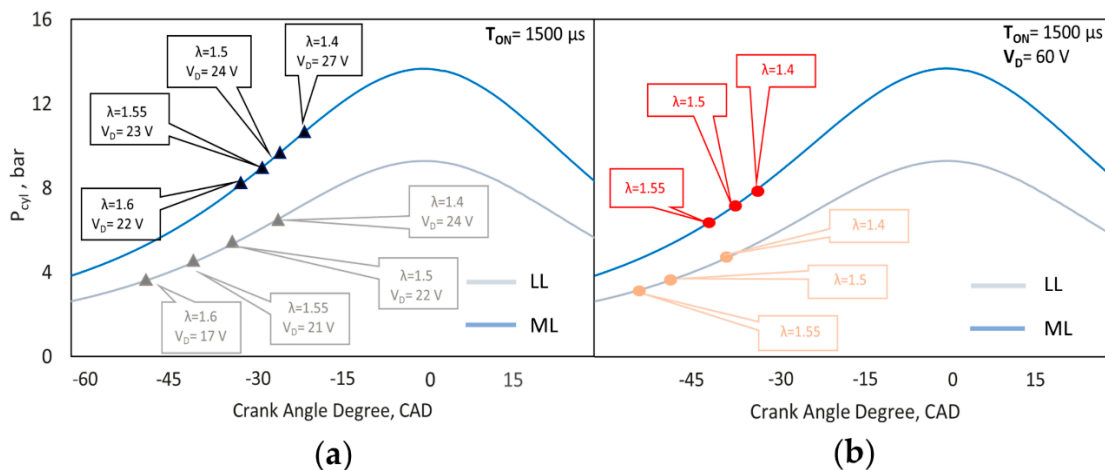 16
12
8
4
0
P_cyl , bar
T_ON= 1500 µs
λ=1.4
V_D= 27 V
λ=1.5
V_D= 24 V
λ=1.55
V_D= 23 V
λ=1.6
V_D= 22 V
λ=1.4
V_D= 24 V
λ=1.5
V_D= 22 V
λ=1.55
V_D= 21 V
λ=1.6
V_D= 17 V
LL
ML
-60 -45 -30 -15 0 15
Crank Angle Degree, CAD
(a)
T_ON= 1500 µs
V_D= 60 V
λ=1.4
λ=1.5
λ=1.55
λ=1.4
λ=1.5
λ=1.55
LL
ML
-45 -30 -15 0 15
Crank Angle Degree, CAD
(b)